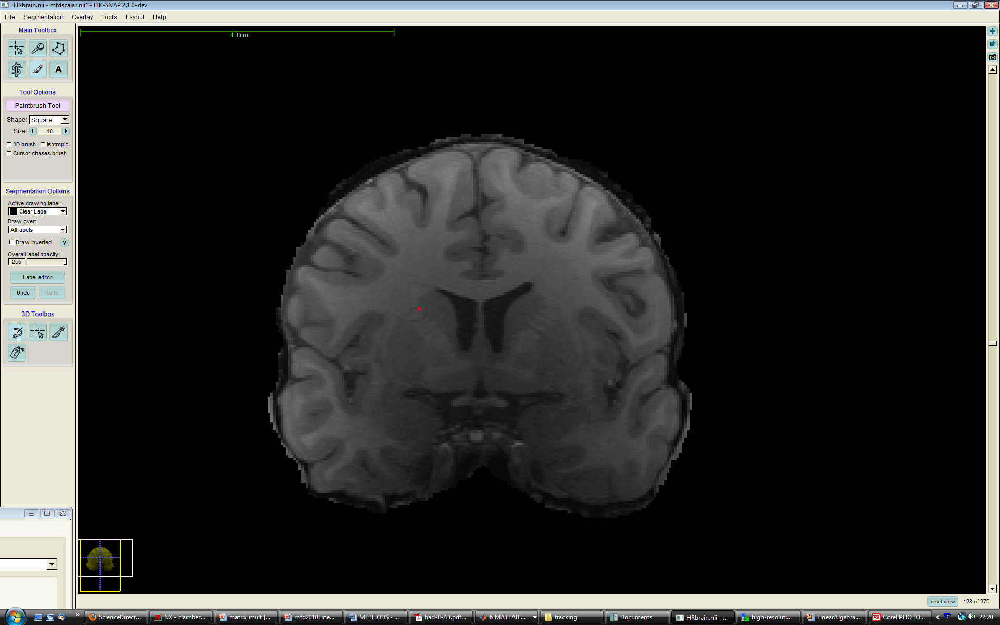 HRbrain.nii - mfdscalar.nii* - ITK-SNAP 2.1.0-dev
File Segmentation Overlay Tools Layout Help
Main Toolbox
A
Tool Options
Paintbrush Tool
Shape: Square
Size: 40
3D brush Isotropic
Cursor chases brush
Segmentation Options
Active drawing label:
Clear Label
Draw over:
All labels
Draw inverted ?
Overall label opacity:
255
Label editor
Undo Redo
3D Toolbox
10 cm
reset view 128 of 270
» ScienceDirect... NX - clamber... matrix_mult [... mfd2010Line... METHODS - ... had-II-A3.pdf... 6 MATLAB ... tracking Documents HRbrain.nii - ... high-resoluti... LinearAlgebra... Corel PHOTO... < 22:20